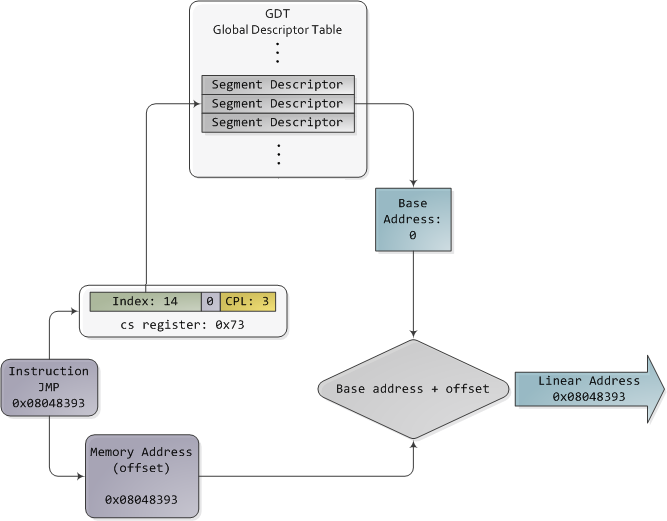 GDT
Global Descriptor Table
Segment Descriptor
Segment Descriptor
Segment Descriptor
Base
Address:
0
Index: 14
0
CPL: 3
cs register: 0x73
Instruction
JMP
0x08048393
Base address + offset
Linear Address
0x08048393
Memory Address
(offset)
0x08048393